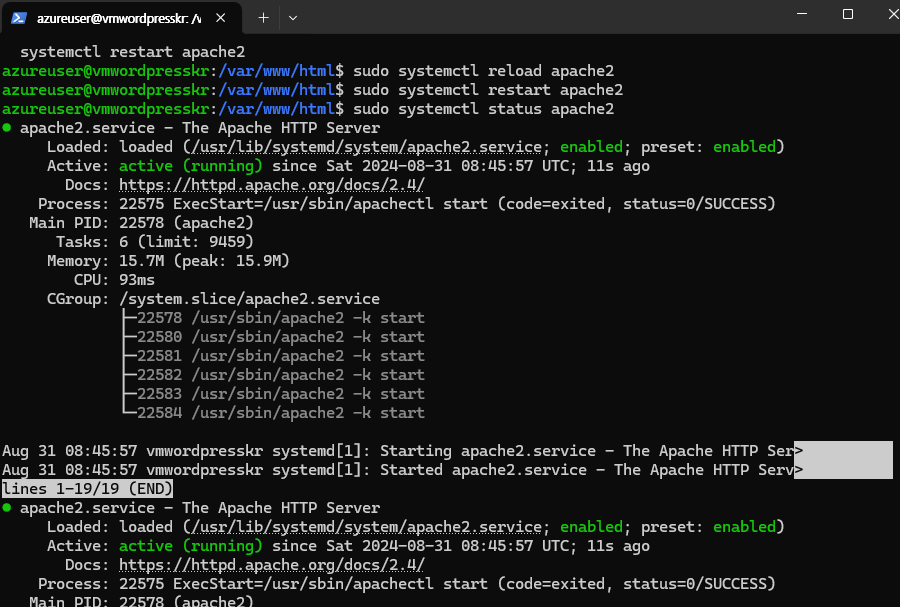 azureuser@vmwordpresskr: /v
systemctl restart apache2
azureuser@vmwordpresskr:/var/www/html$ sudo systemctl reload apache2
azureuser@vmwordpresskr:/var/www/html$ sudo systemctl restart apache2
azureuser@vmwordpresskr:/var/www/html$ sudo systemctl status apache2
● apache2.service - The Apache HTTP Server
Loaded: loaded (/usr/lib/systemd/system/apache2.service; enabled; preset: enabled)
Active: active (running) since Sat 2024-08-31 08:45:57 UTC; 11s ago
Docs: https://httpd.apache.org/docs/2.4/
Process: 22575 ExecStart=/usr/sbin/apachectl start (code=exited, status=0/SUCCESS)
Main PID: 22578 (apache2)
Tasks: 6 (limit: 9459)
Memory: 15.7M (peak: 15.9M)
CPU: 93ms
CGroup: /system.slice/apache2.service
├─22578 /usr/sbin/apache2 -k start
├─22580 /usr/sbin/apache2 -k start
├─22581 /usr/sbin/apache2 -k start
├─22582 /usr/sbin/apache2 -k start
├─22583 /usr/sbin/apache2 -k start
└─22584 /usr/sbin/apache2 -k start
Aug 31 08:45:57 vmwordpresskr systemd[1]: Starting apache2.service - The Apache HTTP Ser>
Aug 31 08:45:57 vmwordpresskr systemd[1]: Started apache2.service - The Apache HTTP Serv>
lines 1-19/19 (END)
● apache2.service - The Apache HTTP Server
Loaded: loaded (/usr/lib/systemd/system/apache2.service; enabled; preset: enabled)
Active: active (running) since Sat 2024-08-31 08:45:57 UTC; 11s ago
Docs: https://httpd.apache.org/docs/2.4/
Process: 22575 ExecStart=/usr/sbin/apachectl start (code=exited, status=0/SUCCESS)
Main PID: 22578 (apache2)